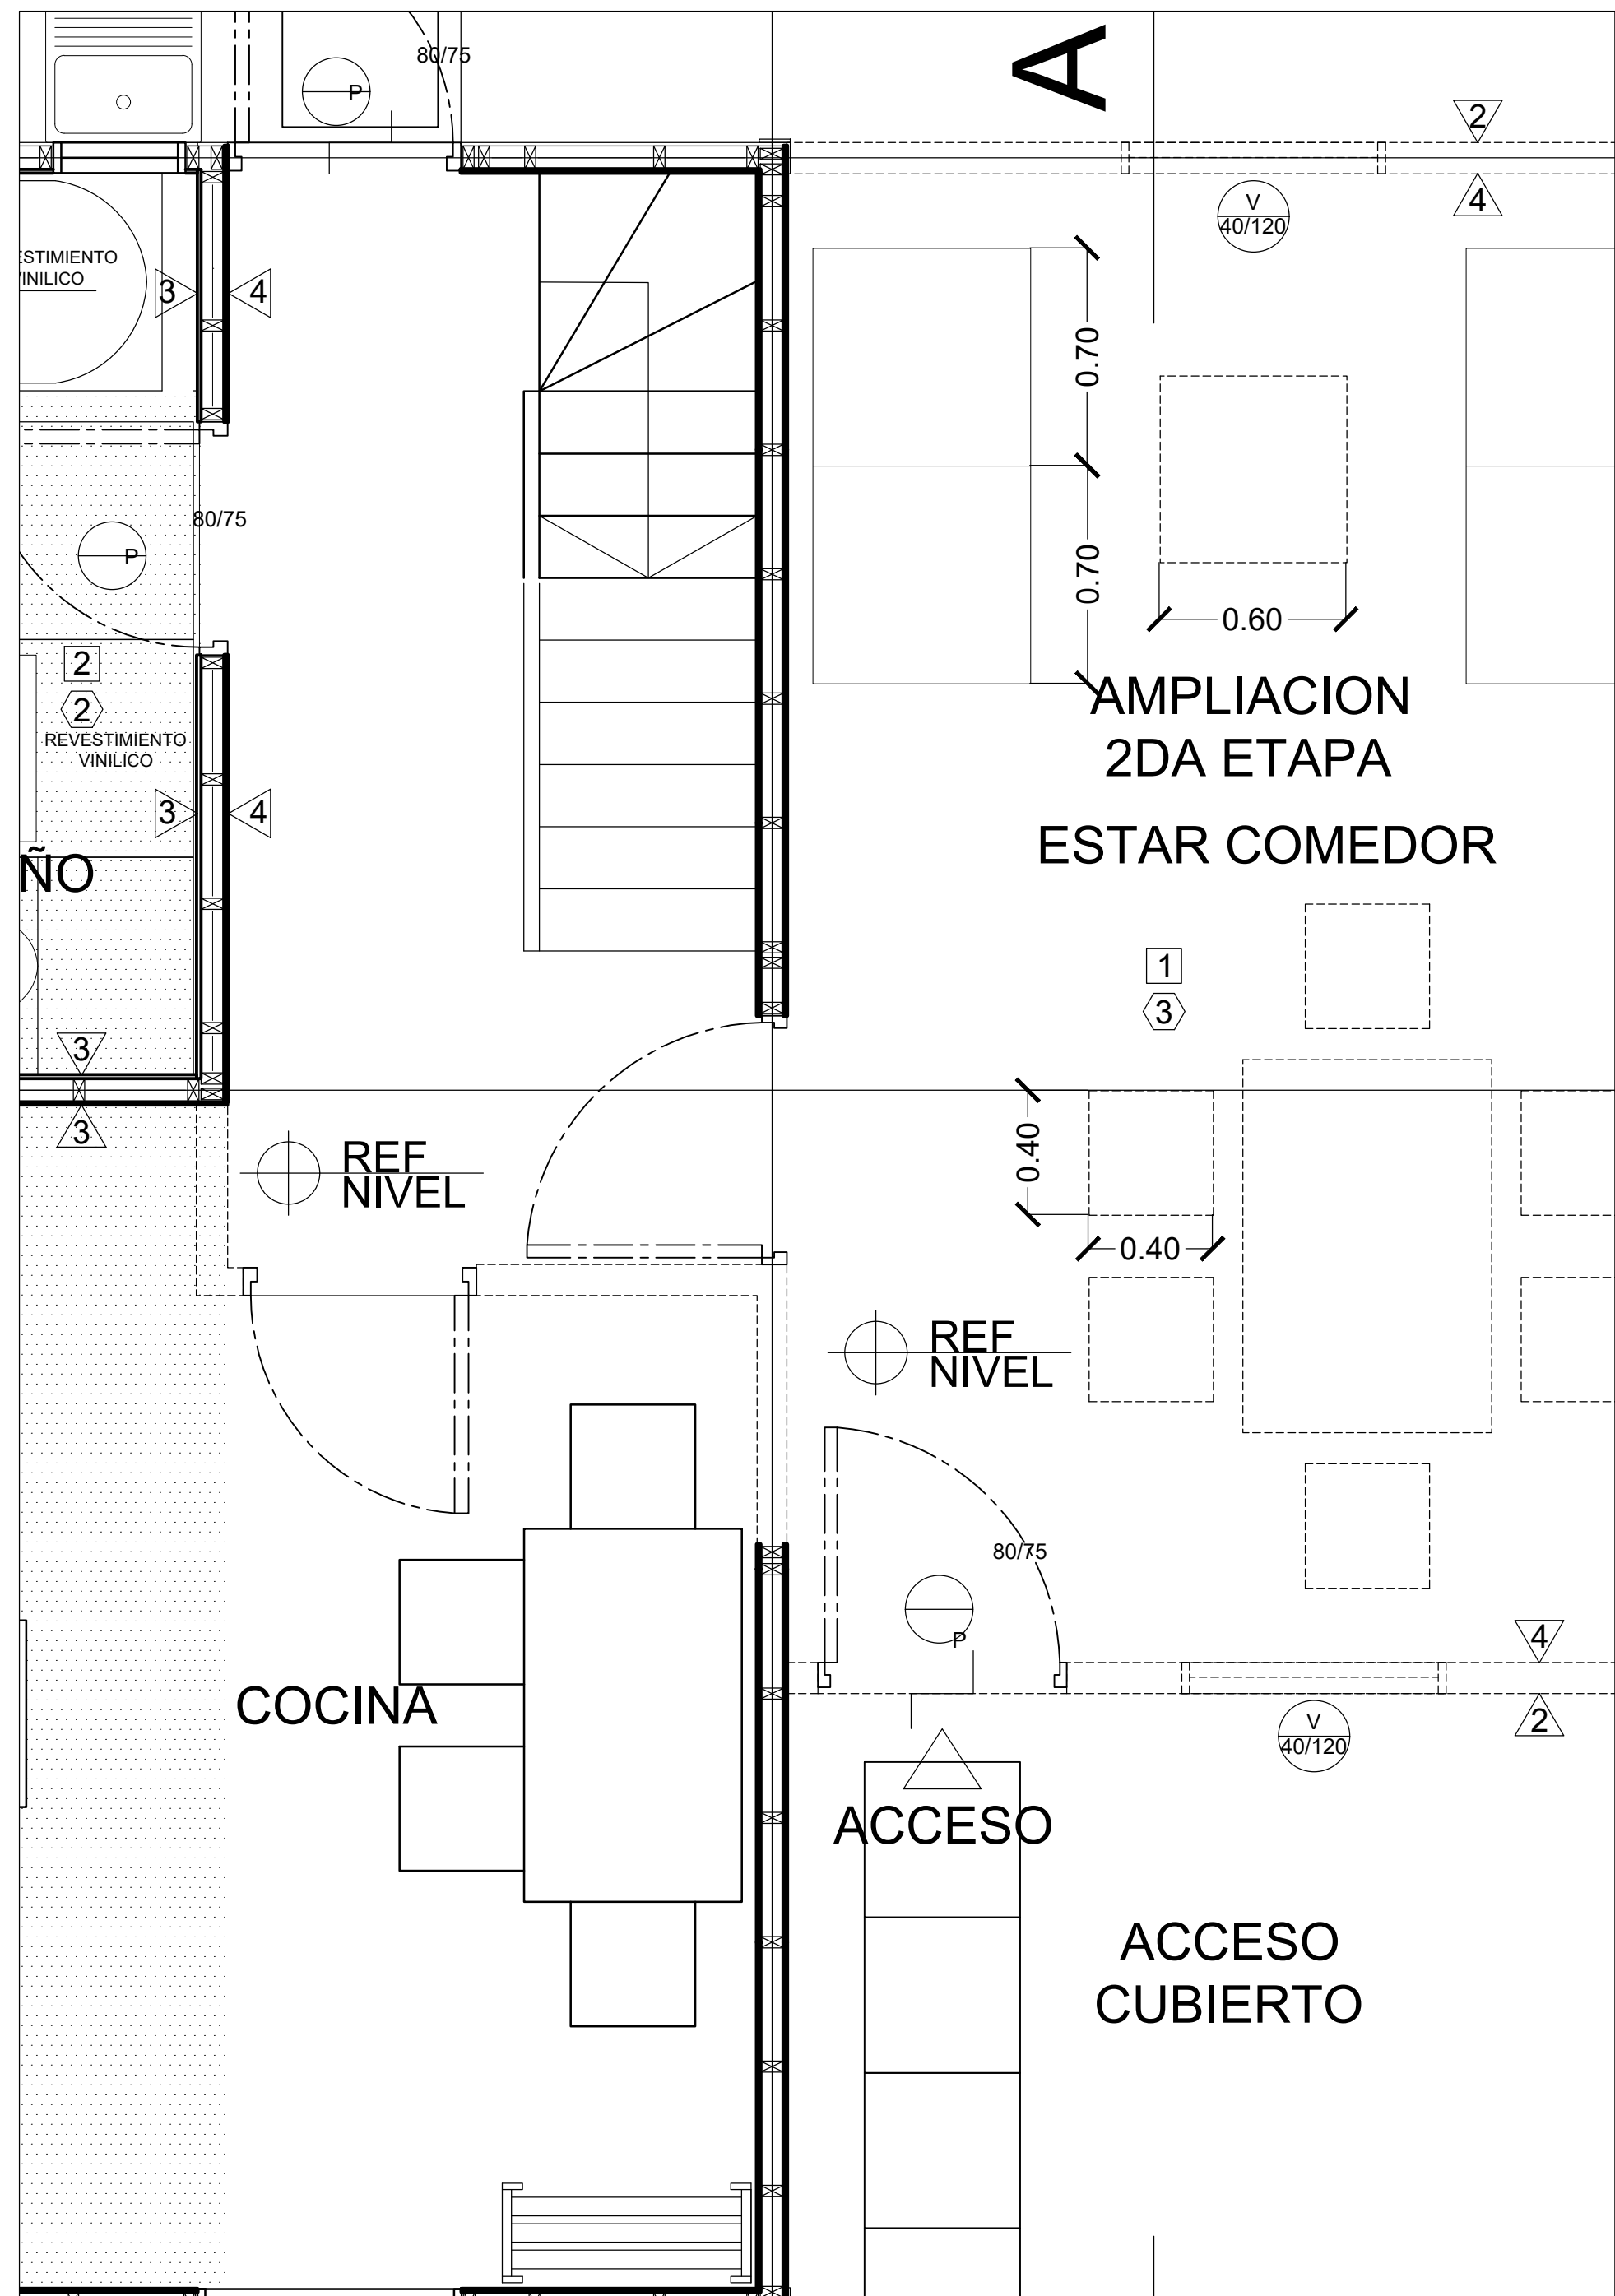 80/75
P
A
2
4
V
40/120
ESTIMIENTO
VINILICO
3
4
0.70
0.70
0.60
80/75
P
2
2
REVESTIMIENTO
VINILICO
3
4
ÑO
AMPLIACION
2DA ETAPA
ESTAR COMEDOR
1
3
3
3
REF
NIVEL
0.40
0.40
REF
NIVEL
80/75
P
4
2
V
40/120
COCINA
ACCESO
ACCESO
CUBIERTO